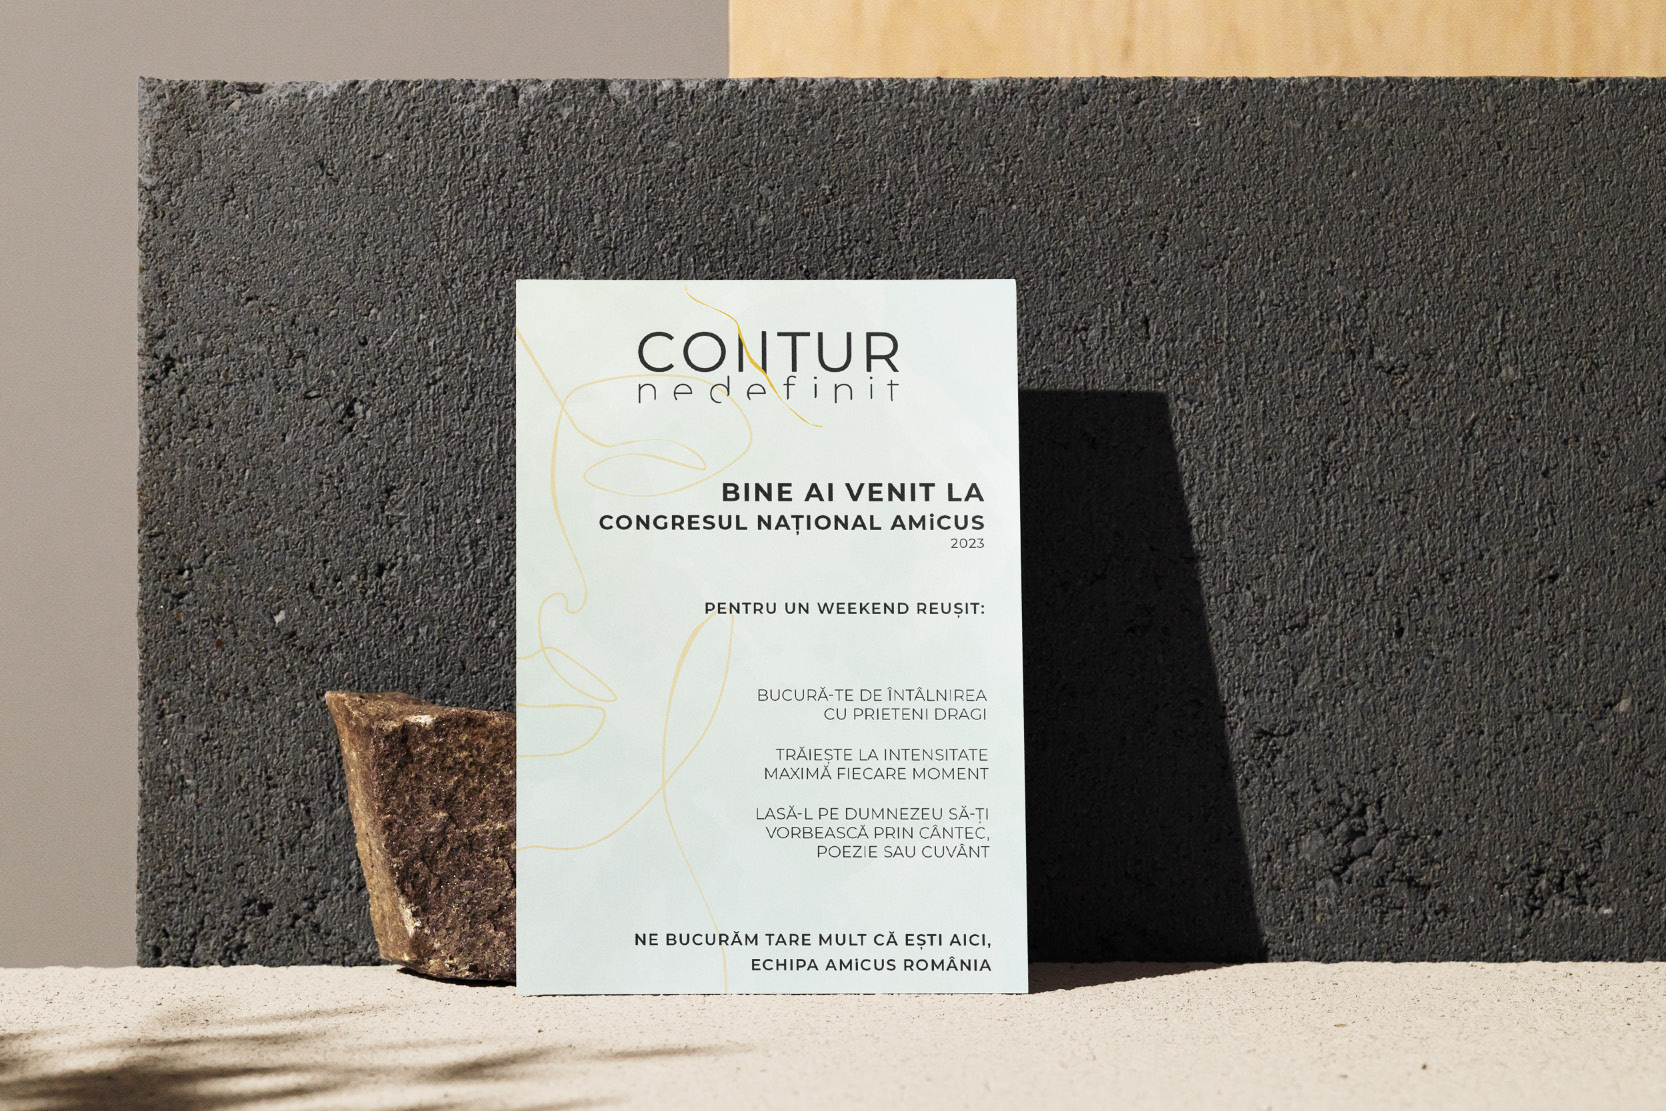 CONTUR
nedefinit
BINE AI VENIT LA
CONGRESUL NAȚIONAL AMiCUS
2023
PENTRU UN WEEKEND REUȘIT:
BUCURĂ-TE DE ÎNTÂLNIREA
CU PRIETENI DRAGI
TRĂIEȘTE LA INTENSITATE
MAXIMĂ FIECARE MOMENT
LASĂ-L PE DUMNEZEU SĂ-ȚI
VORBEASCĂ PRIN CÂNTEC,
POEZIE SAU CUVÂNT
NE BUCURĂM TARE MULT CĂ EȘTI AICI,
ECHIPA AMiCUS ROMÂNIA